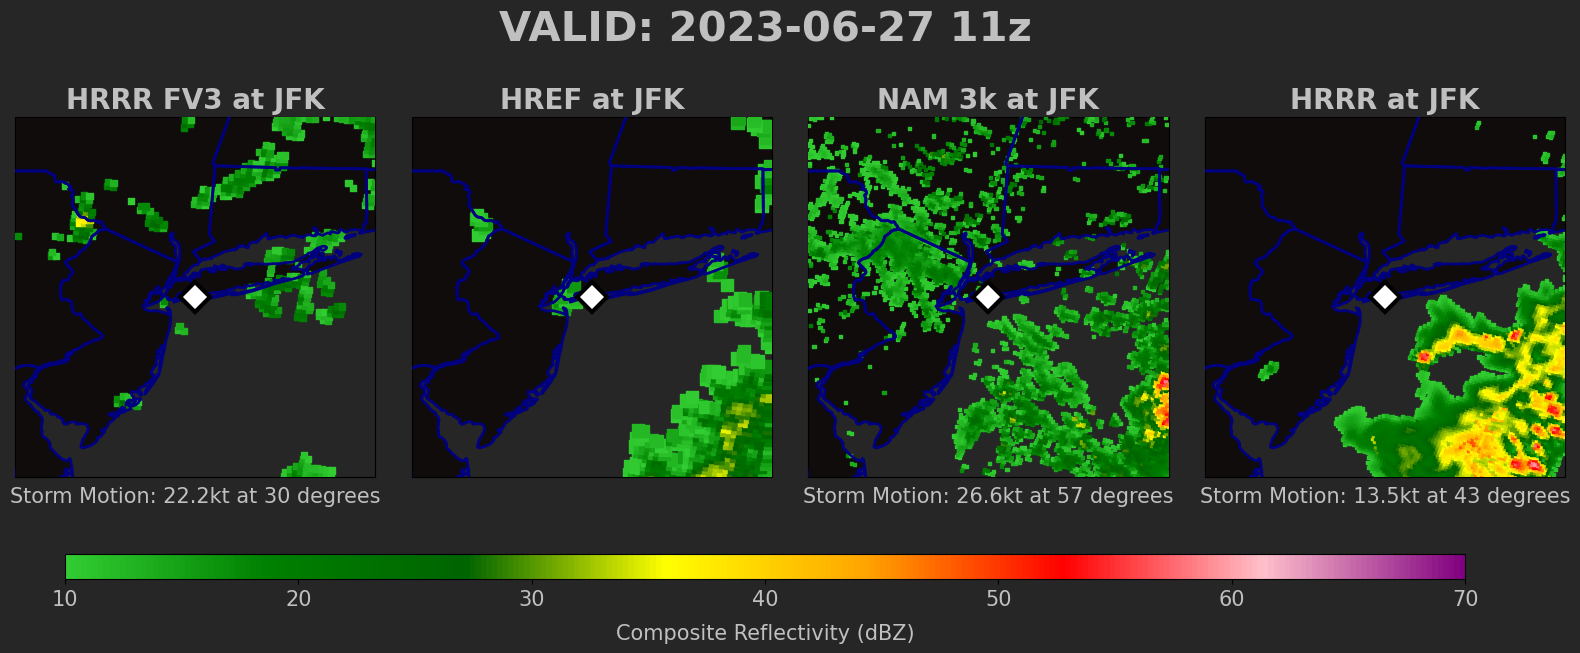 VALID: 2023-06-27 11z
HRRR FV3 at JFK
HREF at JFK
NAM 3k at JFK
HRRR at JFK
Storm Motion: 22.2kt at 30 degrees
Storm Motion: 26.6kt at 57 degrees
Storm Motion: 13.5kt at 43 degrees
10 20 30 40 50 60 70
Composite Reflectivity (dBZ)